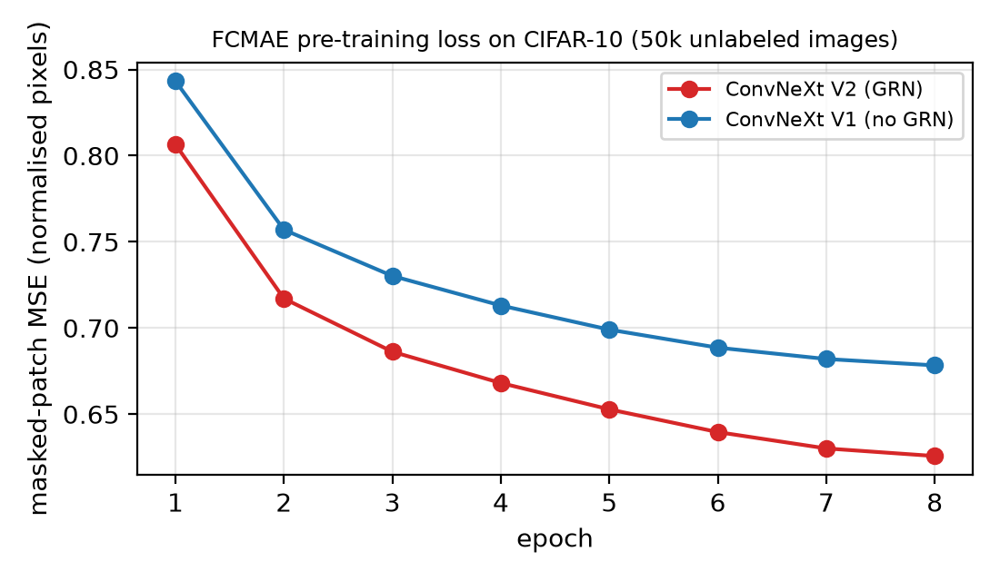 FCMAE pre-training loss on CIFAR-10 (50k unlabeled images)
masked-patch MSE (normalised pixels)
0.85
0.80
0.75
0.70
0.65
ConvNeXt V2 (GRN)
ConvNeXt V1 (no GRN)
1 2 3 4 5 6 7 8
epoch